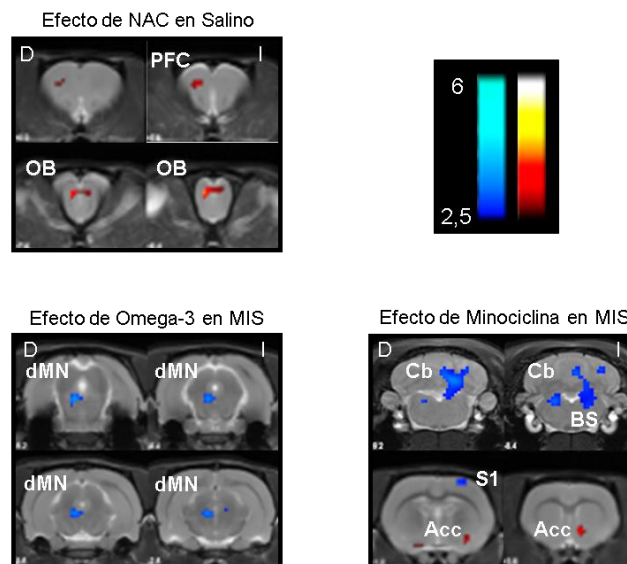 Efecto de NAC en Salino
D PFC I
OB OB
6
2,5
Efecto de Omega-3 en MIS
D I
dMN dMN
dMN dMN
Efecto de Minociclina en MIS
D I
Cb Cb
BS
S1
Acc Acc